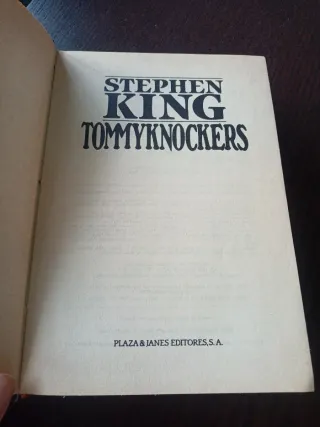 STEPHEN
KING
TOMMYKNOCKERS
PLAZA & JANES EDITORES, S. A.